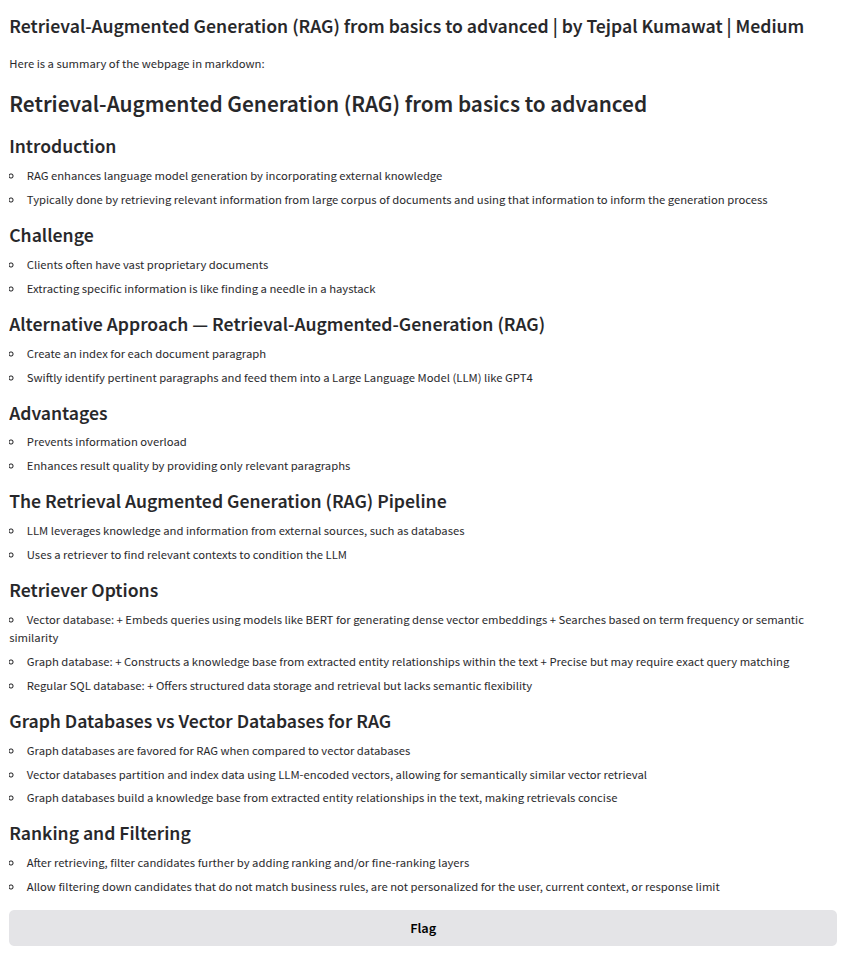 Retrieval-Augmented Generation (RAG) from basics to advanced | by Tejpal Kumawat | Medium
Here is a summary of the webpage in markdown:
Retrieval-Augmented Generation (RAG) from basics to advanced
Introduction
RAG enhances language model generation by incorporating external knowledge
Typically done by retrieving relevant information from large corpus of documents and using that information to inform the generation process
Challenge
Clients often have vast proprietary documents
Extracting specific information is like finding a needle in a haystack
Alternative Approach — Retrieval-Augmented-Generation (RAG)
Create an index for each document paragraph
Swiftly identify pertinent paragraphs and feed them into a Large Language Model (LLM) like GPT4
Advantages
Prevents information overload
Enhances result quality by providing only relevant paragraphs
The Retrieval Augmented Generation (RAG) Pipeline
LLM leverages knowledge and information from external sources, such as databases
Uses a retriever to find relevant contexts to condition the LLM
Retriever Options
Vector database: + Embeds queries using models like BERT for generating dense vector embeddings + Searches based on term frequency or semantic
similarity
Graph database: + Constructs a knowledge base from extracted entity relationships within the text + Precise but may require exact query matching
Regular SQL database: + Offers structured data storage and retrieval but lacks semantic flexibility
Graph Databases vs Vector Databases for RAG
Graph databases are favored for RAG when compared to vector databases
Vector databases partition and index data using LLM-encoded vectors, allowing for semantically similar vector retrieval
Graph databases build a knowledge base from extracted entity relationships in the text, making retrievals concise
Ranking and Filtering
After retrieving, filter candidates further by adding ranking and/or fine-ranking layers
Allow filtering down candidates that do not match business rules, are not personalized for the user, current context, or response limit
Flag